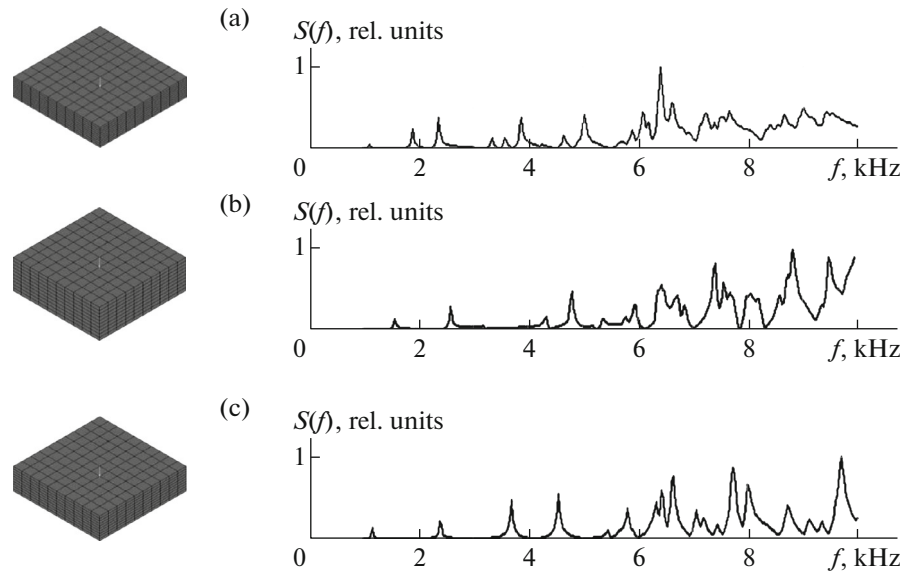 (a)
S(f), rel. units
1
0 2 4 6 8 f, kHz
(b)
S(f), rel. units
1
0 2 4 6 8 f, kHz
(c)
S(f), rel. units
1
0 2 4 6 8 f, kHz